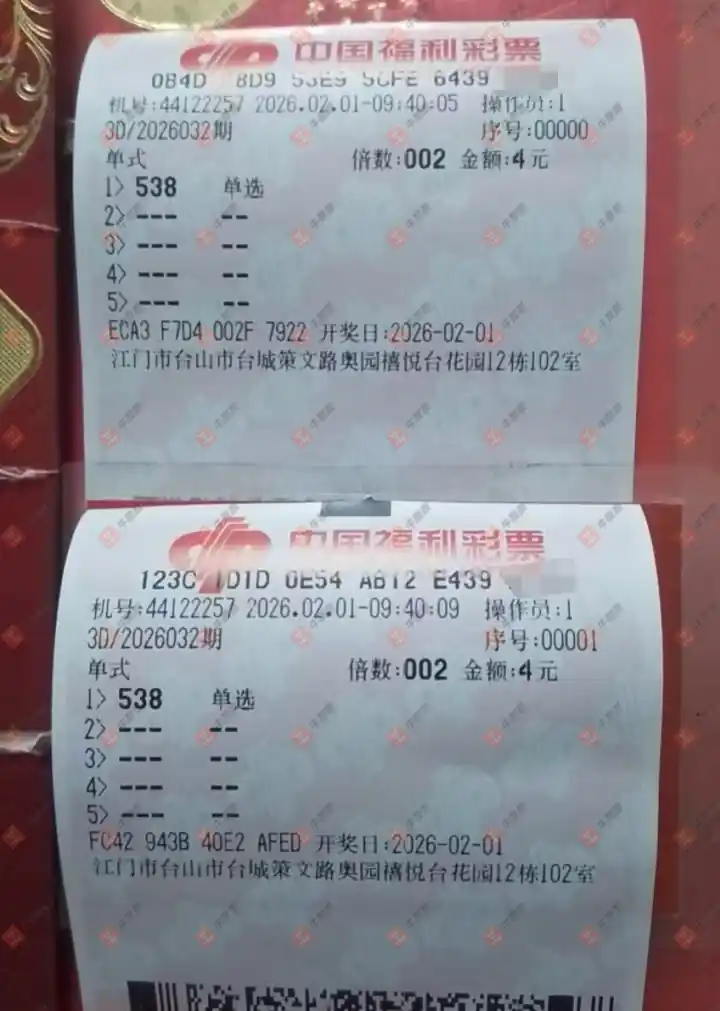 中国福利彩票
084D 8D9 53E9 5CFE 6439
机号:44122257 2026.02.01-09:40:05 操作员:1
3D/2026032期 序号:00000
单式 倍数:002 金额:4元
1> 538 单选
2> --- --
3> --- --
4> --- --
5> --- --
ECA3 F7D4 002F 7922 开奖日:2026-02-01
江门市台山市台城策文路奥园禧悦台花园12栋102室
中国福利彩票
123C 1D1D 0E54 AB12 E439
机号:44122257 2026.02.01-09:40:09 操作员:1
3D/2026032期 序号:00001
单式 倍数:002 金额:4元
1> 538 单选
2> --- --
3> --- --
4> --- --
5> --- --
FC42 943B 40E2 AFED 开奖日:2026-02-01
江门市台山市台城策文路奥园禧悦台花园12栋102室